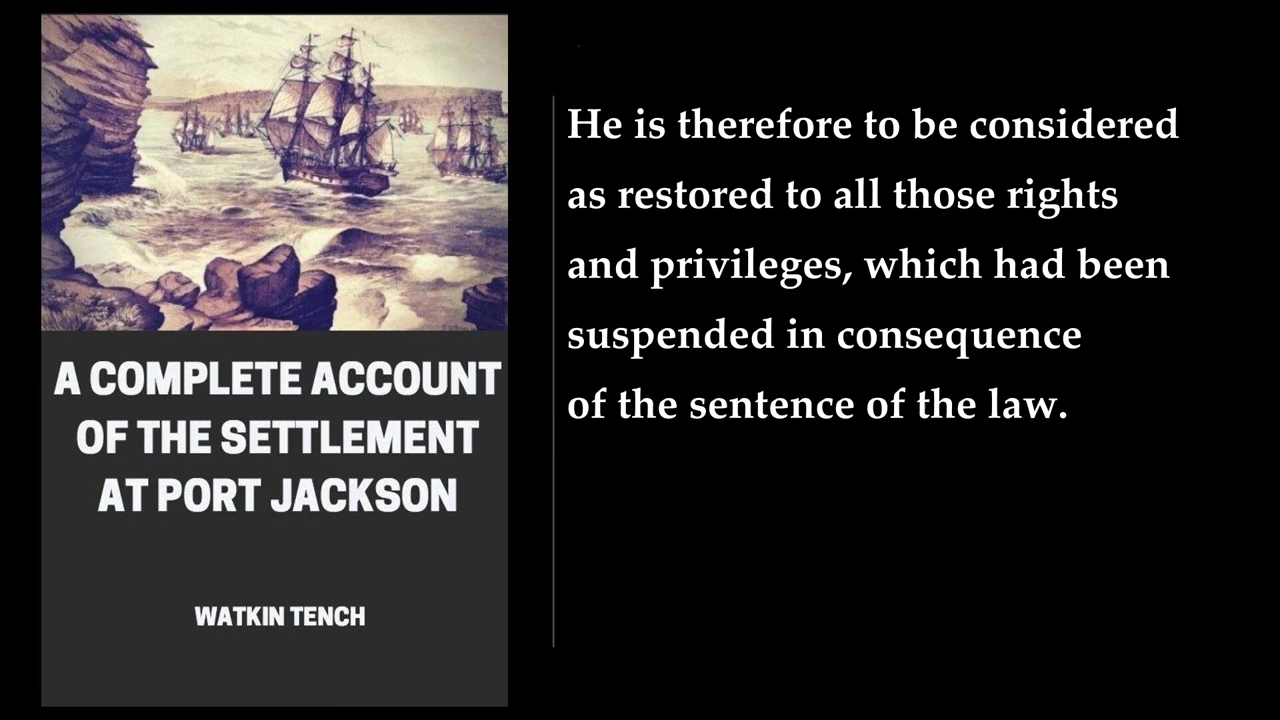 A COMPLETE ACCOUNT
OF THE SETTLEMENT
AT PORT JACKSON
WATKIN TENCH
He is therefore to be considered
as restored to all those rights
and privileges, which had been
suspended in consequence
of the sentence of the law.